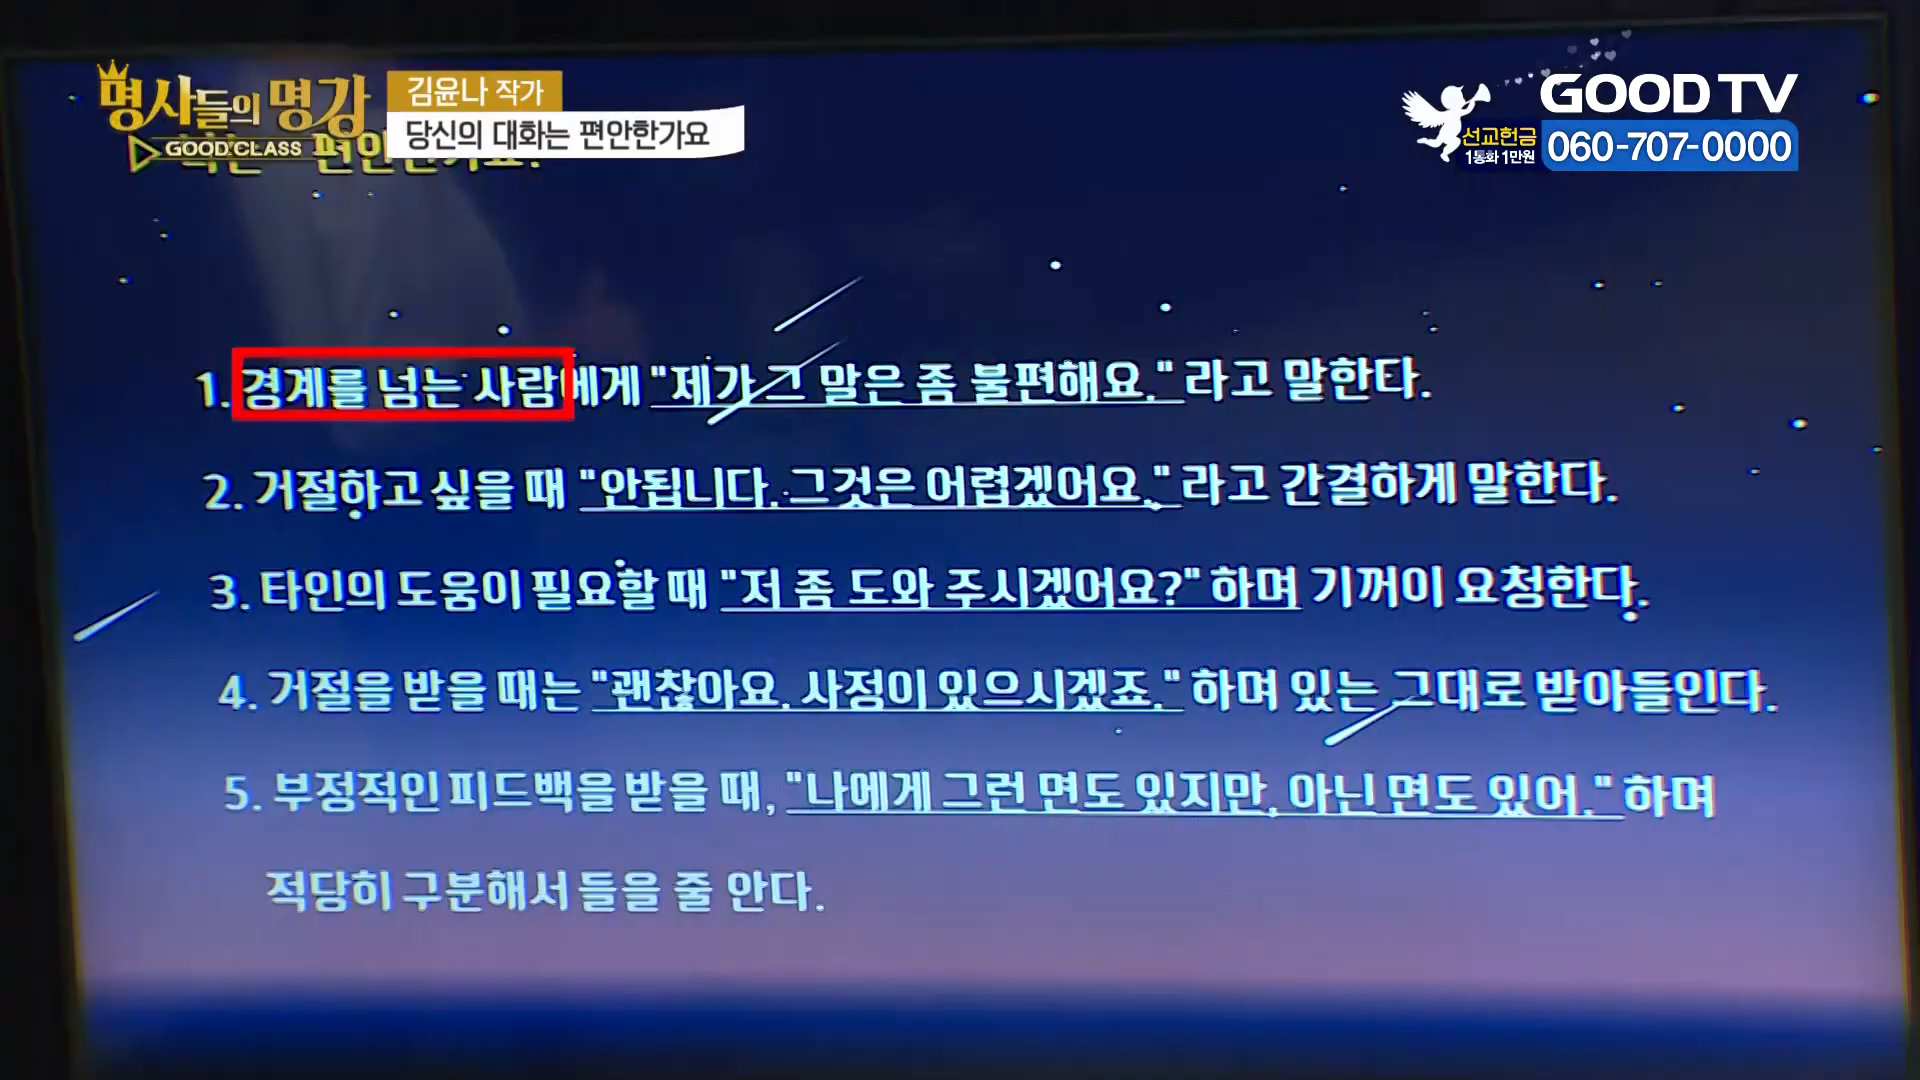 명사들의 명강
GOOD CLASS
김윤나 작가
당신의 대화는 편안한가요
GOOD TV
선교헌금
1통화 1만원
060-707-0000
1. 경계를 넘는 사람에게 "제가 그 말은 좀 불편해요." 라고 말한다.
2. 거절하고 싶을 때 "안됩니다. 그것은 어렵겠어요." 라고 간결하게 말한다.
3. 타인의 도움이 필요할 때 "저 좀 도와 주시겠어요?" 하며 기꺼이 요청한다.
4. 거절을 받을 때는 "괜찮아요. 사정이 있으시겠죠." 하며 있는 그대로 받아들인다.
5. 부정적인 피드백을 받을 때, "나에게 그런 면도 있지만, 아닌 면도 있어." 하며
적당히 구분해서 들을 줄 안다.